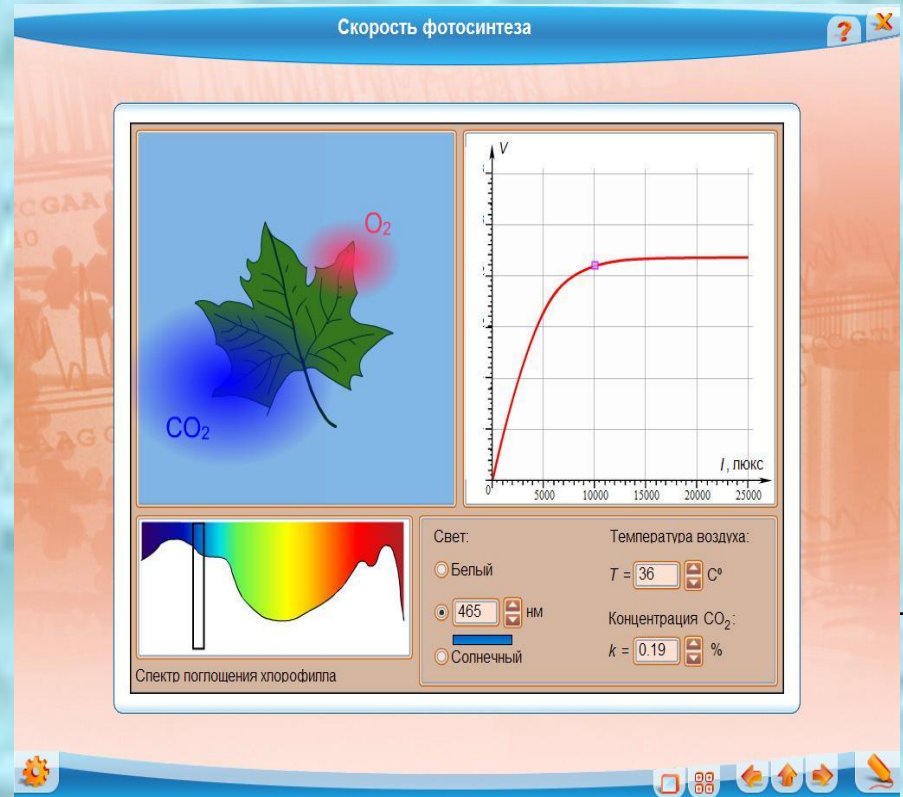 Скорость фотосинтеза
?
O₂
CO₂
V
I, люкс
0 5000 10000 15000 20000 25000
Спектр поглощения хлорофилла
Свет:
Белый
465 нм
Солнечный
Температура воздуха:
T = 36 C°
Концентрация CO₂:
k = 0.19 %